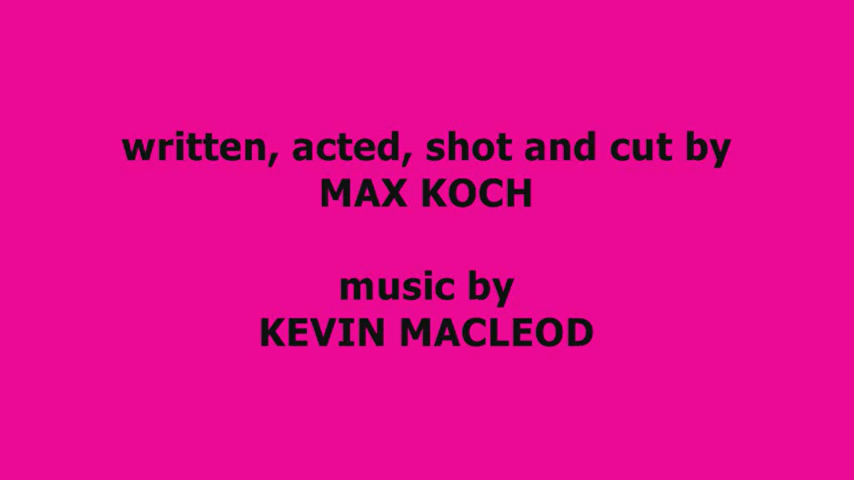 written, acted, shot and cut by
MAX KOCH
music by
KEVIN MACLEOD